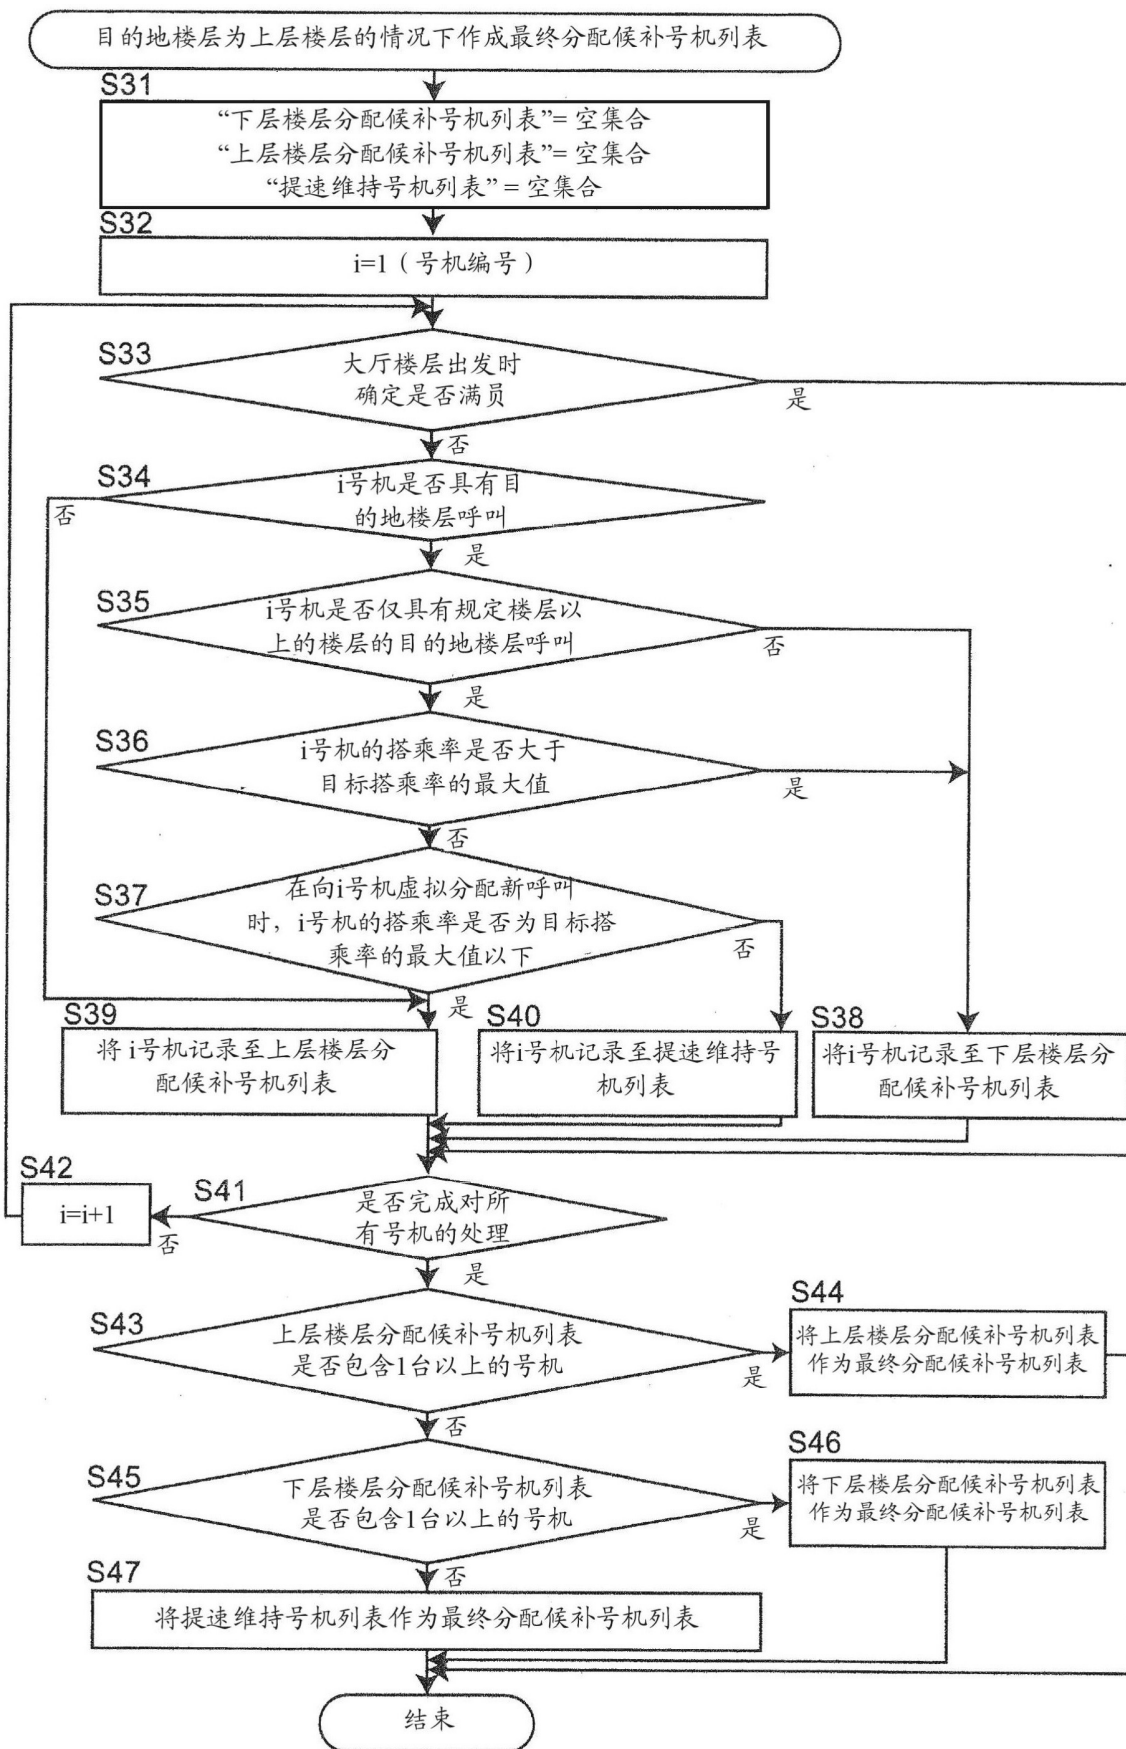 目的地楼层为上层楼层的情况下作成最终分配候补号机列表
S31
“下层楼层分配候补号机列表”= 空集合
“上层楼层分配候补号机列表”= 空集合
“提速维持号机列表” = 空集合
S32
i=1（号机编号）
S33
大厅楼层出发时
确定是否满员
是
否
S34
i号机是否具有目
的地楼层呼叫
否
是
S35
i号机是否仅具有规定楼层以
上的楼层的目的地楼层呼叫
否
是
S36
i号机的搭乘率是否大于
目标搭乘率的最大值
是
否
S37
在向i号机虚拟分配新呼叫
时，i号机的搭乘率是否为目标搭
乘率的最大值以下
否
是
S39
将 i号机记录至上层楼层分
配候补号机列表
S40
将i号机记录至提速维持号
机列表
S38
将i号机记录至下层楼层分
配候补号机列表
S42
i=i+1
S41
是否完成对所
有号机的处理
否
是
S43
上层楼层分配候补号机列表
是否包含1台以上的号机
是
S44
将上层楼层分配候补号机列表
作为最终分配候补号机列表
否
S45
下层楼层分配候补号机列表
是否包含1台以上的号机
是
S46
将下层楼层分配候补号机列表
作为最终分配候补号机列表
否
S47
将提速维持号机列表作为最终分配候补号机列表
结束